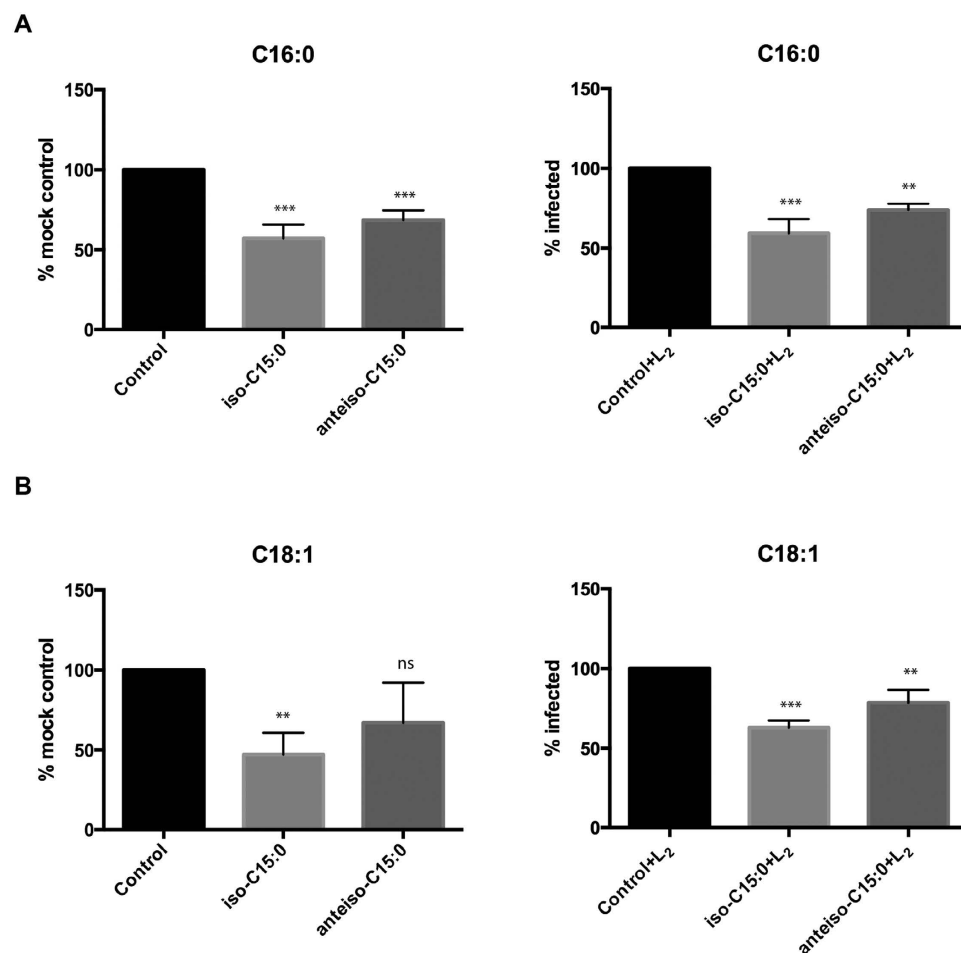 A
C16:0
150
100
50
0
% mock control
***
***
Control
iso-C15:0
anteiso-C15:0
C16:0
150
100
50
0
% infected
***
**
Control+L₂
iso-C15:0+L₂
anteiso-C15:0+L₂
B
C18:1
150
100
50
0
% mock control
**
ns
Control
iso-C15:0
anteiso-C15:0
C18:1
150
100
50
0
% infected
***
**
Control+L₂
iso-C15:0+L₂
anteiso-C15:0+L₂